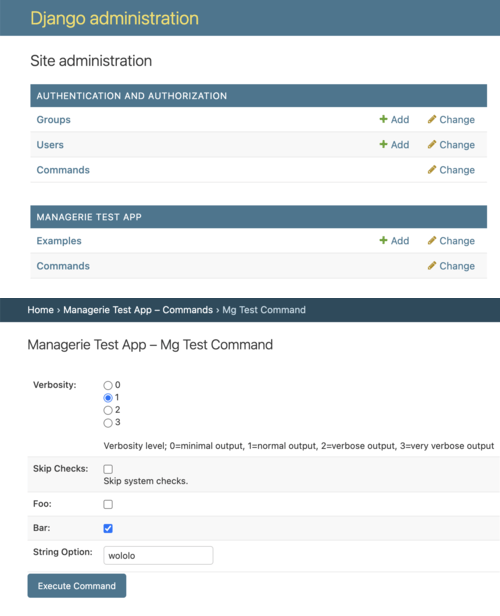 Django administration
Site administration
AUTHENTICATION AND AUTHORIZATION
Groups Add Change
Users Add Change
Commands Change
MANAGERIE TEST APP
Examples Add Change
Commands Change
Home › Managerie Test App – Commands › Mg Test Command
Managerie Test App – Mg Test Command
Verbosity: 0
1
2
3
Verbosity level; 0=minimal output, 1=normal output, 2=verbose output, 3=very verbose output
Skip Checks:
Skip system checks.
Foo:
Bar:
String Option: wololo
Execute Command